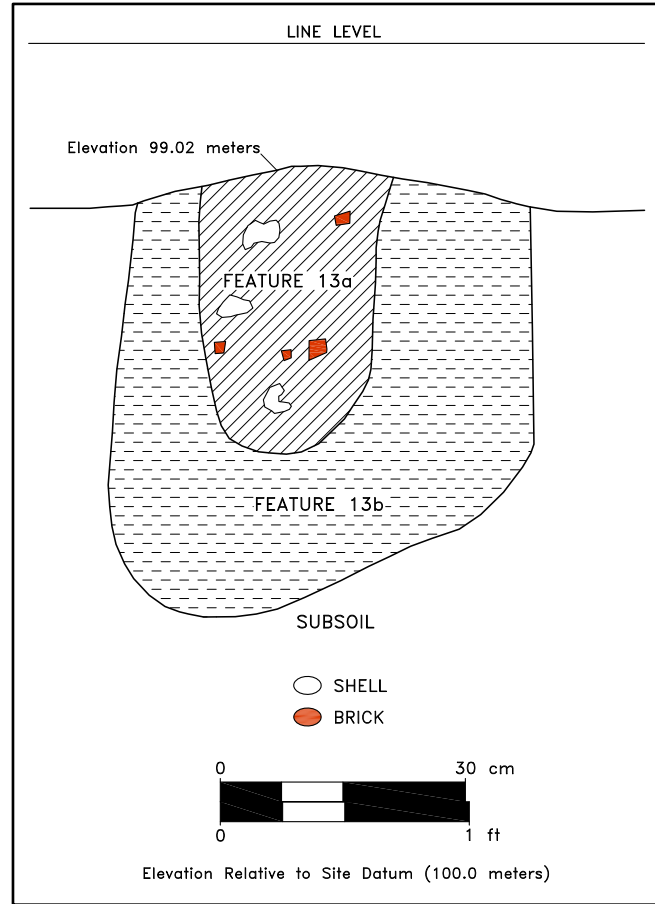 LINE LEVEL
Elevation 99.02 meters
FEATURE 13a
FEATURE 13b
SUBSOIL
SHELL
BRICK
0 30 cm
0 1 ft
Elevation Relative to Site Datum (100.0 meters)